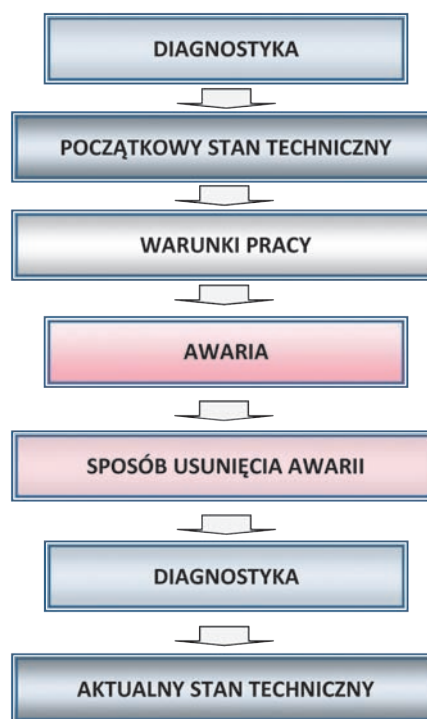 DIAGNOSTYKA
POCZĄTKOWY STAN TECHNICZNY
WARUNKI PRACY
AWARIA
SPOSÓB USUNIĘCIA AWARII
DIAGNOSTYKA
AKTUALNY STAN TECHNICZNY